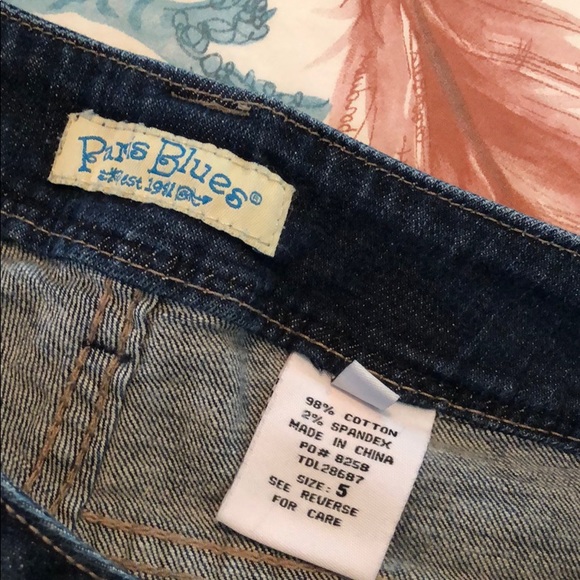 Paris Blues®
est 1941
98% COTTON
2% SPANDEX
MADE IN CHINA
PO# 8258
TDL28687
SIZE: 5
SEE REVERSE
FOR CARE